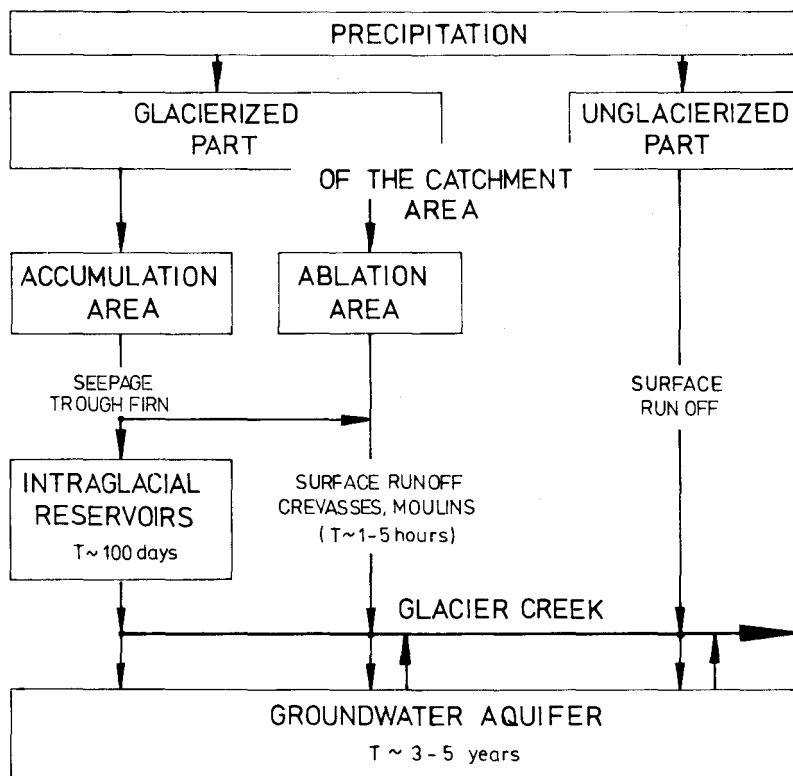 PRECIPITATION
GLACIERIZED
PART
UNGLACIERIZED
PART
OF THE CATCHMENT
AREA
ACCUMULATION
AREA
ABLATION
AREA
SEEPAGE
TROUGH FIRN
SURFACE
RUN OFF
INTRAGLACIAL
RESERVOIRS
T~100 days
SURFACE RUNOFF
CREVASSES, MOULINS
(T~1-5 hours)
GLACIER CREEK
GROUNDWATER AQUIFER
T ~ 3-5 years